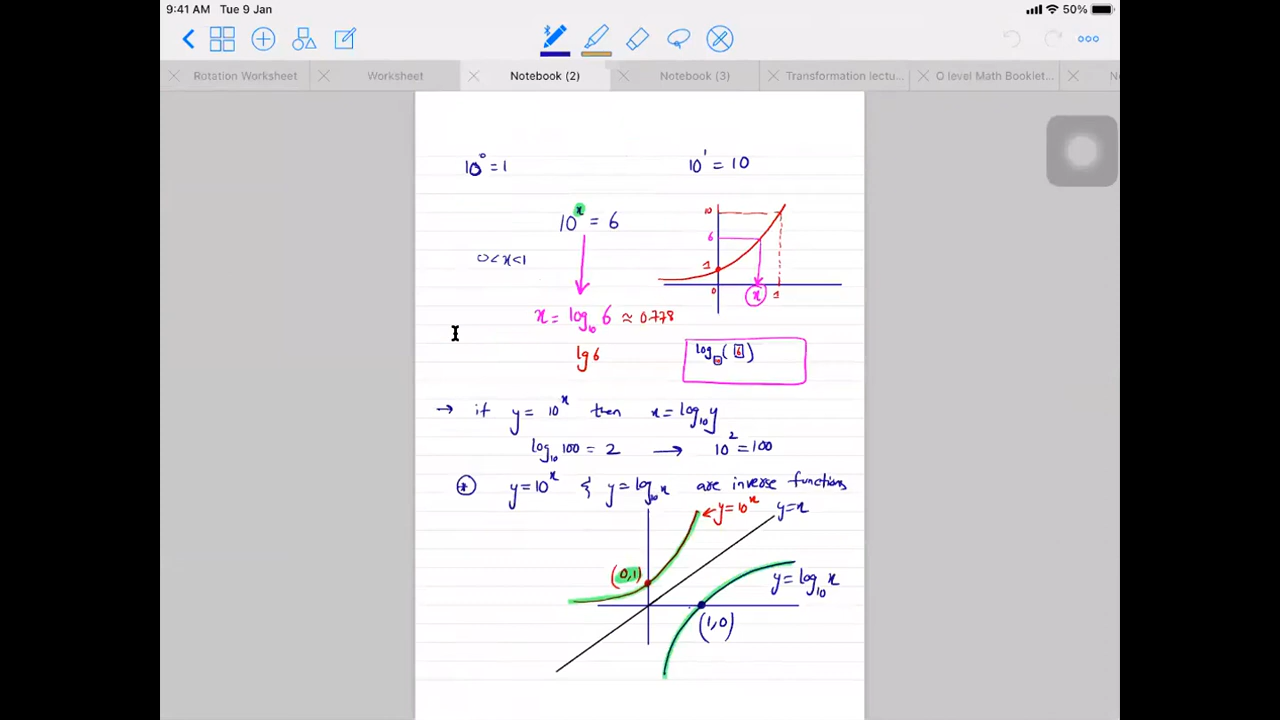 9:41 AM Tue 9 Jan 50%
Rotation Worksheet Worksheet Notebook (2) Notebook (3) Transformation lectu... O level Math Booklet...
10⁰ = 1 10¹ = 10
10ˣ = 6
10
6
1
0 x 1
0 < x < 1
x = log₁₀ 6 ≈ 0.778
lg 6
log₁₀( 6 )
→ if y = 10ˣ then x = log₁₀ y
log₁₀ 100 = 2 → 10² = 100
y = 10ˣ & y = log₁₀ x are inverse functions
← y = 10ˣ y = x
(0,1)
y = log₁₀ x
(1,0)